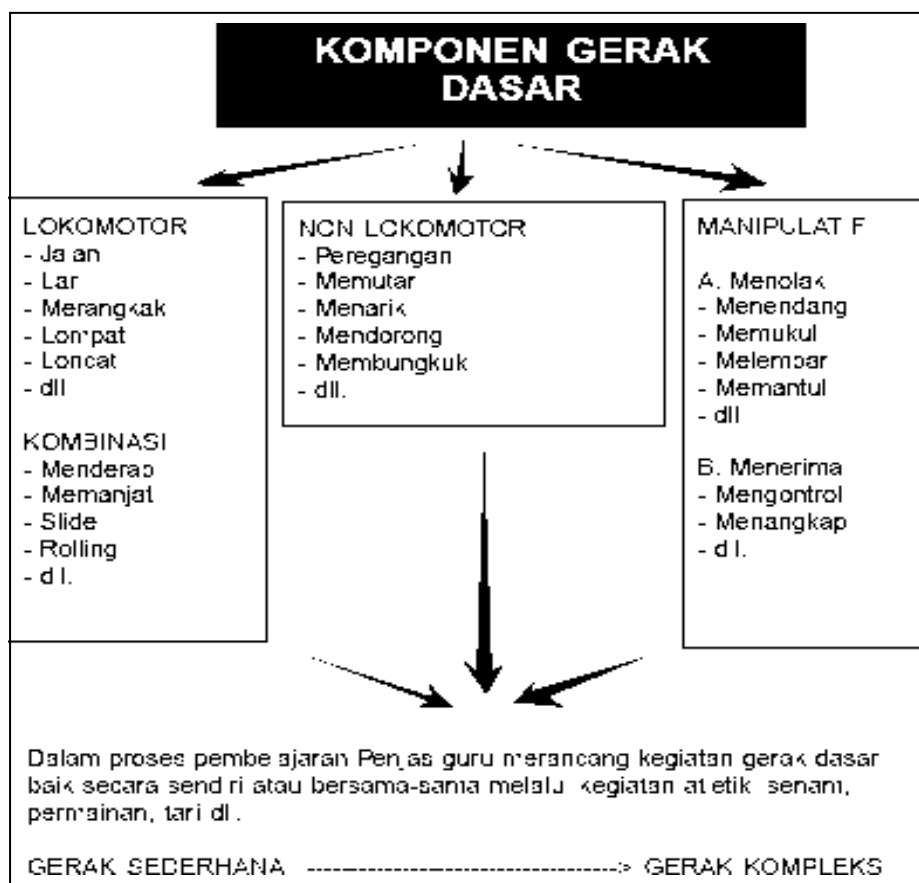 KOMPONEN GERAK
DASAR
LOKOMOTOR
- Jalan
- Lar
- Merangkak
- Lompat
- Loncat
- dll
KOMBINASI
- Menderap
- Memanjat
- Slide
- Rolling
- dll.
NON LOKOMOTOR
- Peregangan
- Memutar
- Menarik
- Mendorong
- Membungkuk
- dll.
MANIPULATIF
A. Menolak
- Menendang
- Memukul
- Melempar
- Memantul
- dll
B. Menerima
- Mengontrol
- Menangkap
- dll.
Dalam proses pembelajaran Penjas guru merancang kegiatan gerak dasar
baik secara sendiri atau bersama-sama melalui kegiatan atletik senam,
permainan, tari dll.
GERAK SEDERHANA ----------------------------------> GERAK KOMPLEKS